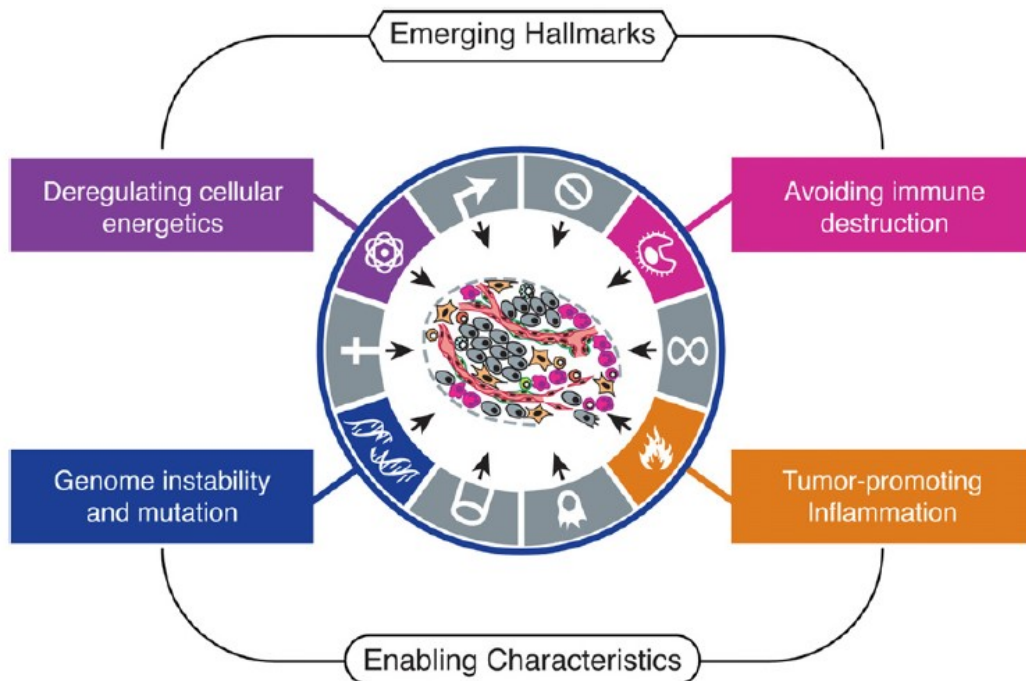 Emerging Hallmarks
Deregulating cellular
energetics
Avoiding immune
destruction
Genome instability
and mutation
Tumor-promoting
Inflammation
Enabling Characteristics